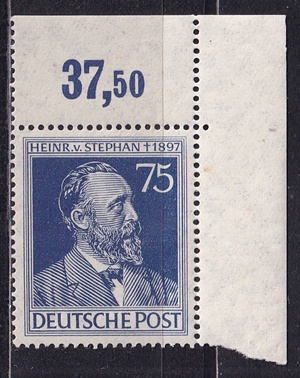 37,50
HEINR.v.STEPHAN †1897
75
DEUTSCHE POST